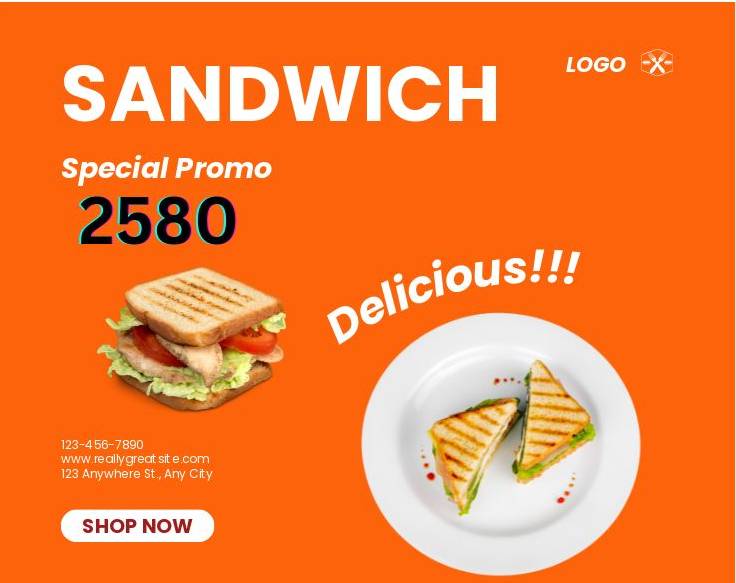 SANDWICH
LOGO
Special Promo
2580
Delicious!!!
123-456-7890
www.reallygreatsite.com
123 Anywhere St., Any City
SHOP NOW